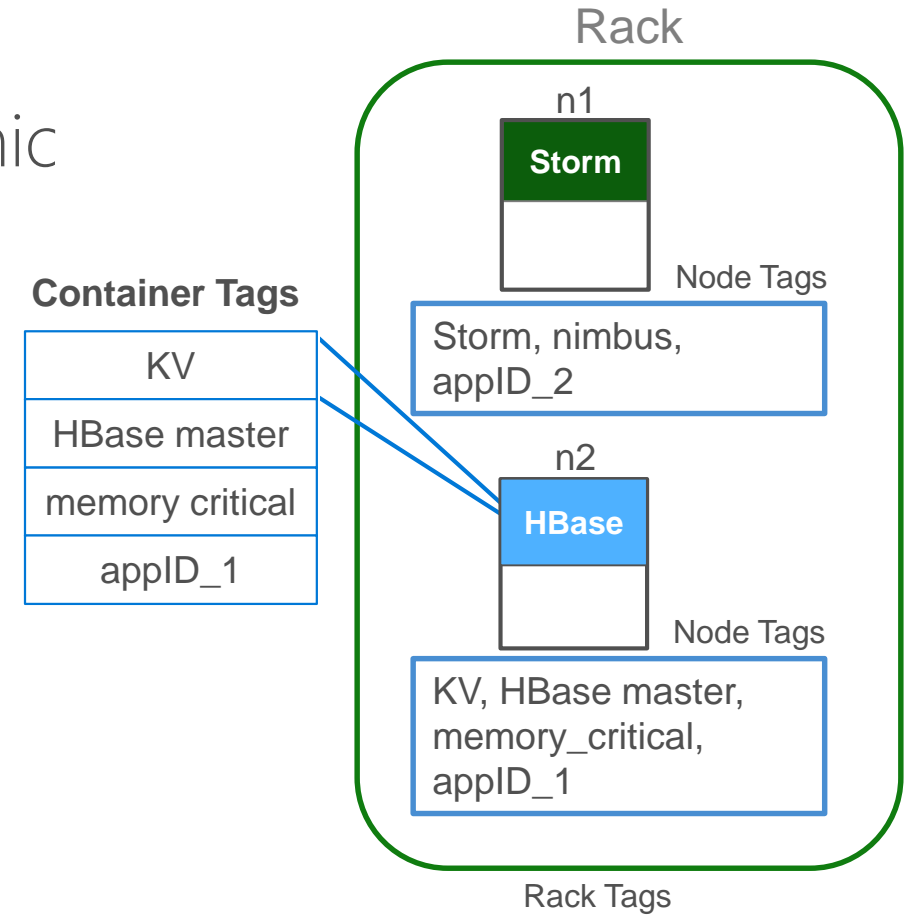 Rack
n1
Storm
Node Tags
Storm, nimbus,
appID_2
Container Tags
KV
HBase master
memory critical
appID_1
n2
HBase
Node Tags
KV, HBase master,
memory_critical,
appID_1
Rack Tags